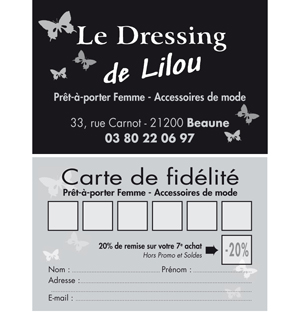 Le Dressing
de Lilou
Prêt-à-porter Femme - Accessoires de mode
33, rue Carnot - 21200 Beaune
03 80 22 06 97
Carte de fidélité
Prêt-à-porter Femme - Accessoires de mode
20% de remise sur votre 7e achat
Hors Promo et Soldes
-20%
Nom : Prénom :
Adresse :
E-mail :